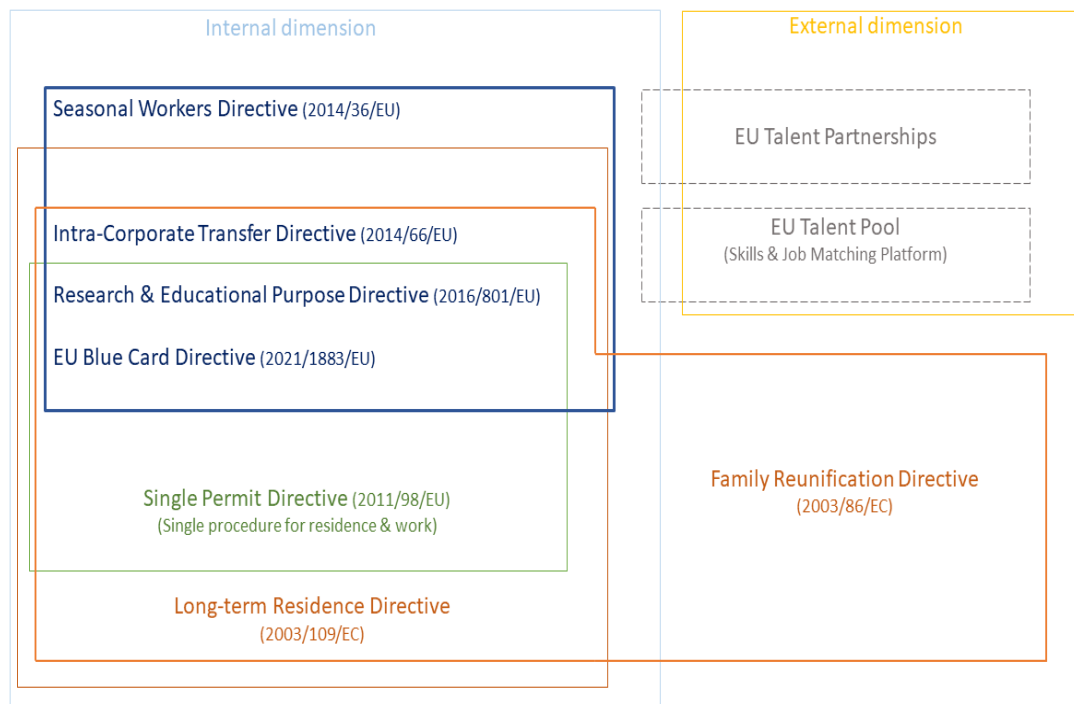 Internal dimension
External dimension
Seasonal Workers Directive (2014/36/EU)
EU Talent Partnerships
Intra-Corporate Transfer Directive (2014/66/EU)
EU Talent Pool
(Skills & Job Matching Platform)
Research & Educational Purpose Directive (2016/801/EU)
EU Blue Card Directive (2021/1883/EU)
Single Permit Directive (2011/98/EU)
(Single procedure for residence & work)
Family Reunification Directive
(2003/86/EC)
Long-term Residence Directive
(2003/109/EC)